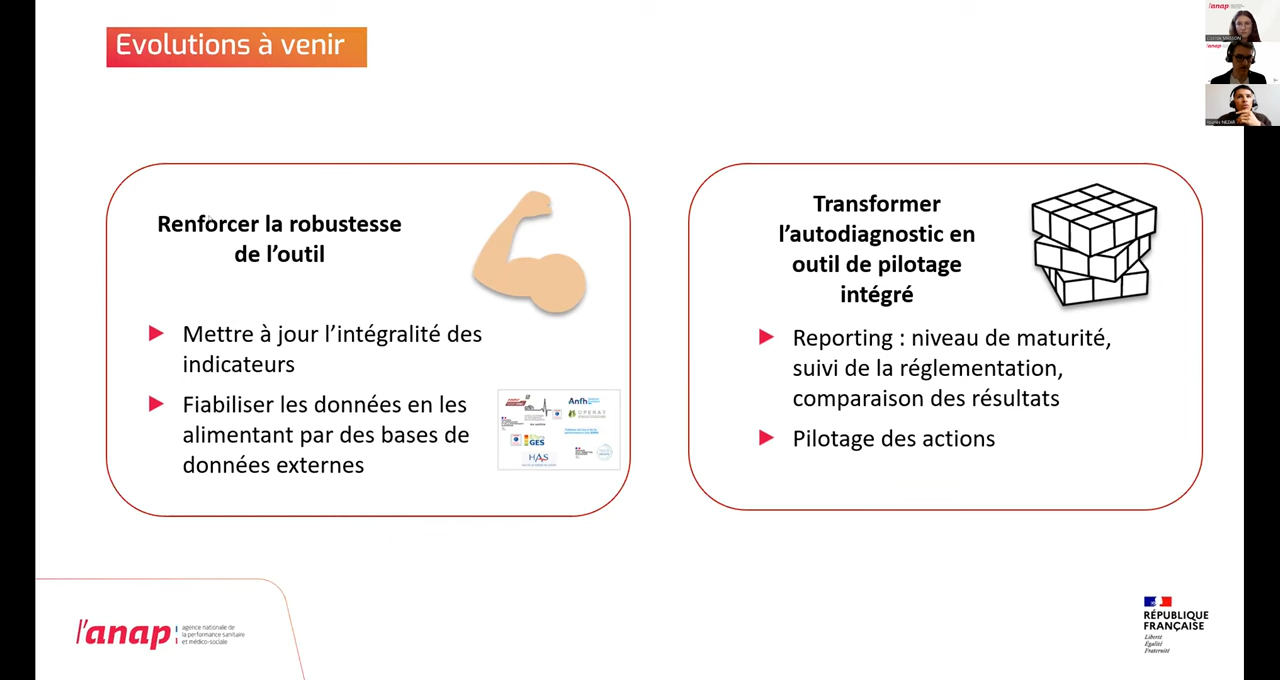 Evolutions à venir
Renforcer la robustesse
de l'outil
Mettre à jour l'intégralité des
indicateurs
Fiabiliser les données en les
alimentant par des bases de
données externes
Anfh
OPERAT
GES
HAS
Transformer
l'autodiagnostic en
outil de pilotage
intégré
Reporting : niveau de maturité,
suivi de la réglementation,
comparaison des résultats
Pilotage des actions
l'anap
agence nationale de
la performance sanitaire
et médico-sociale
RÉPUBLIQUE
FRANÇAISE
Liberté
Égalité
Fraternité
l'anap
anap